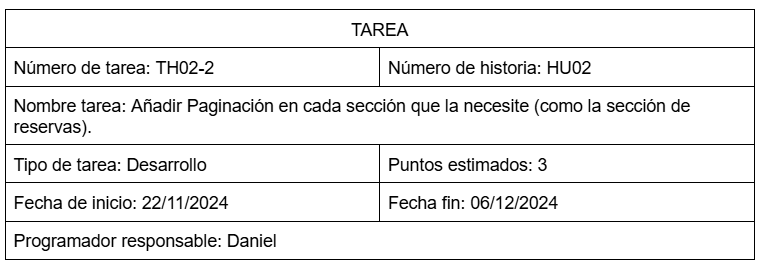 TAREA
Número de tarea: TH02-2
Número de historia: HU02
Nombre tarea: Añadir Paginación en cada sección que la necesite (como la sección de
reservas).
Tipo de tarea: Desarrollo
Puntos estimados: 3
Fecha de inicio: 22/11/2024
Fecha fin: 06/12/2024
Programador responsable: Daniel